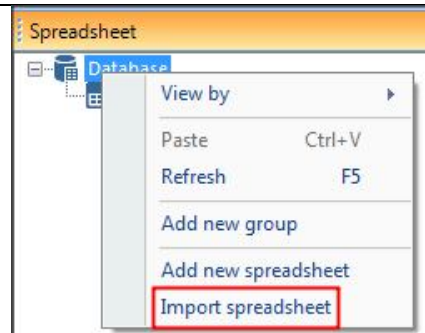 Spreadsheet
Database
View by
Paste Ctrl+V
Refresh F5
Add new group
Add new spreadsheet
Import spreadsheet